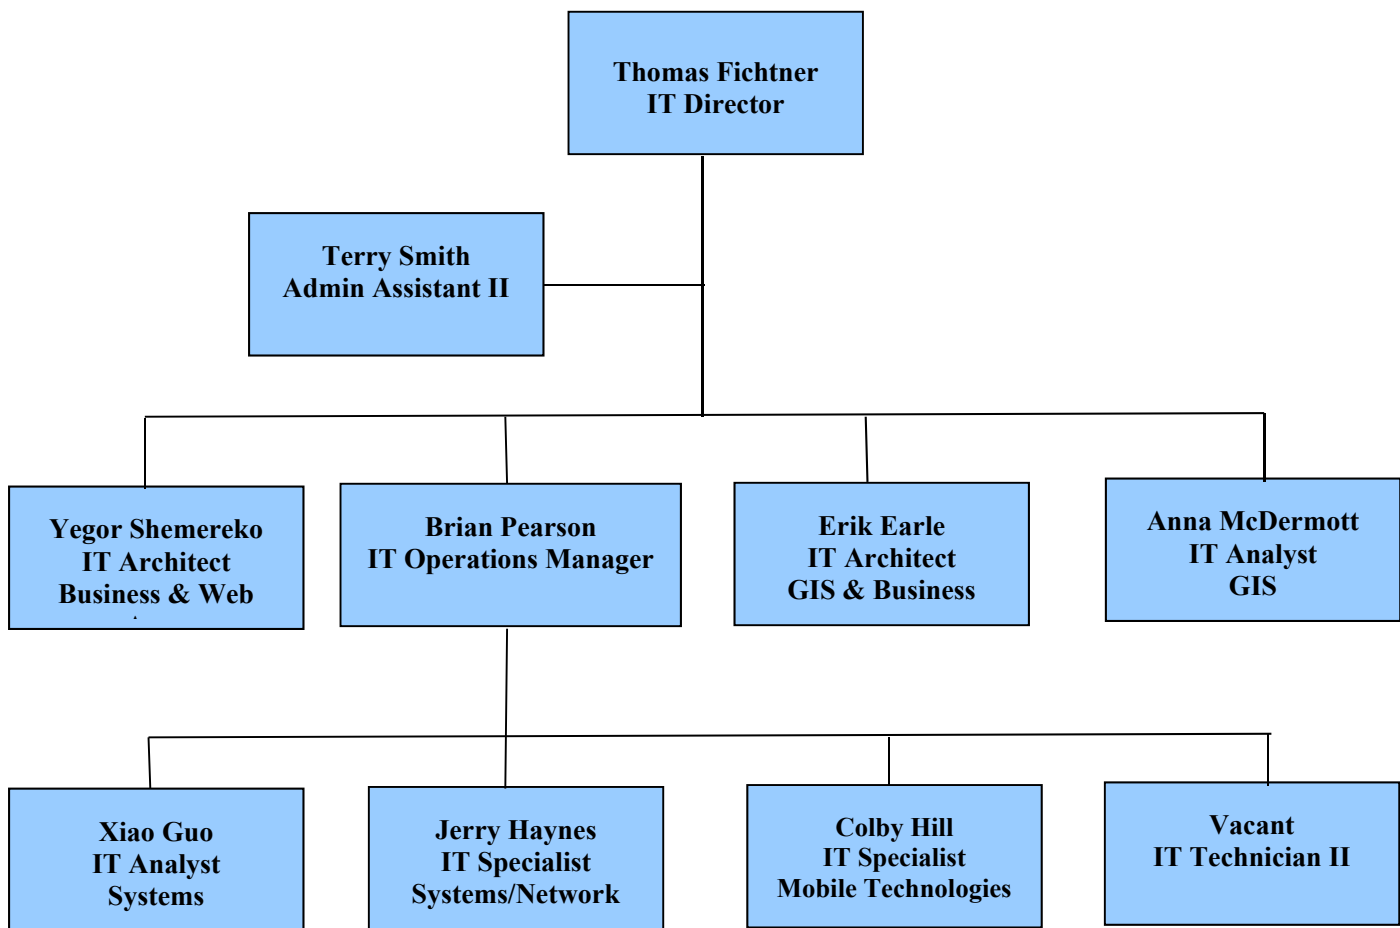 Thomas Fichtner
IT Director
Terry Smith
Admin Assistant II
Yegor Shemereko
IT Architect
Business & Web
Brian Pearson
IT Operations Manager
Erik Earle
IT Architect
GIS & Business
Anna McDermott
IT Analyst
GIS
Xiao Guo
IT Analyst
Systems
Jerry Haynes
IT Specialist
Systems/Network
Colby Hill
IT Specialist
Mobile Technologies
Vacant
IT Technician II